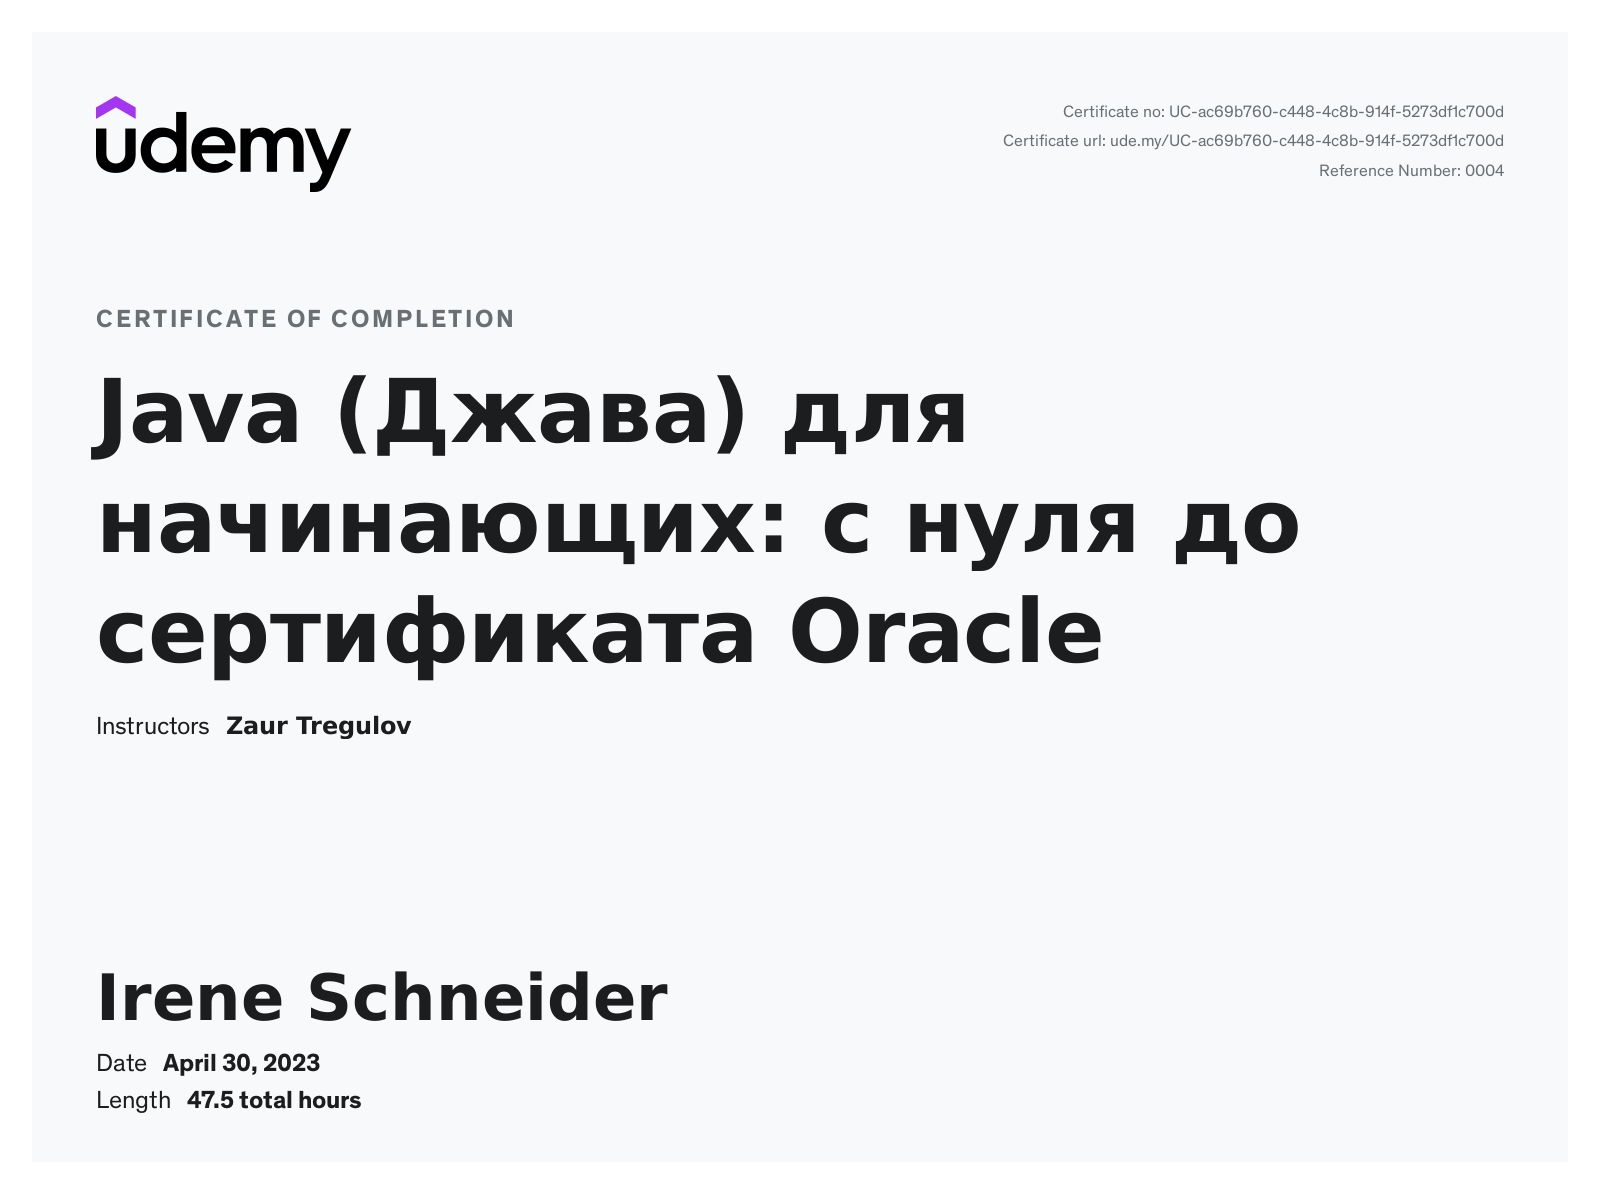 udemy
Certificate no: UC-ac69b760-c448-4c8b-914f-5273df1c700d
Certificate url: ude.my/UC-ac69b760-c448-4c8b-914f-5273df1c700d
Reference Number: 0004
CERTIFICATE OF COMPLETION
Java (Джава) для
начинающих: с нуля до
сертификата Oracle
Instructors Zaur Tregulov
Irene Schneider
Date April 30, 2023
Length 47.5 total hours